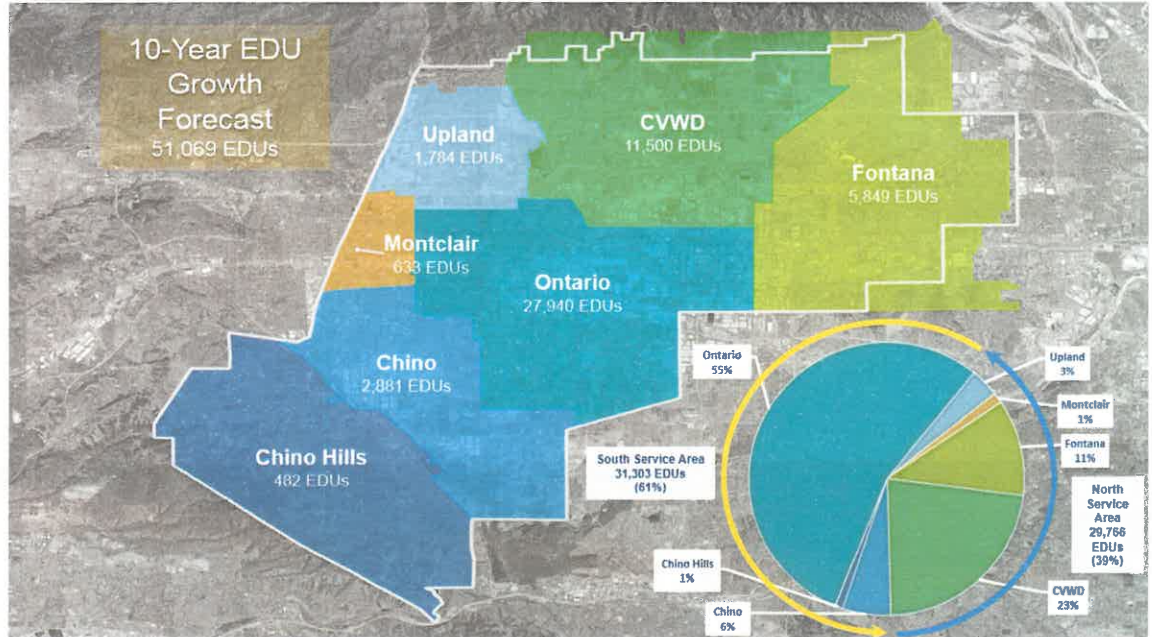 10-Year EDU
Growth
Forecast
51,069 EDUs
Upland
1,784 EDUs
CVWD
11,500 EDUs
Fontana
5,849 EDUs
Montclair
633 EDUs
Ontario
27,940 EDUs
Chino
2,881 EDUs
Chino Hills
482 EDUs
Ontario
55%
Upland
3%
Montclair
1%
Fontana
11%
South Service Area
31,303 EDUs
(61%)
North
Service
Area
29,766
EDUs
(39%)
Chino Hills
1%
Chino
6%
CVWD
23%